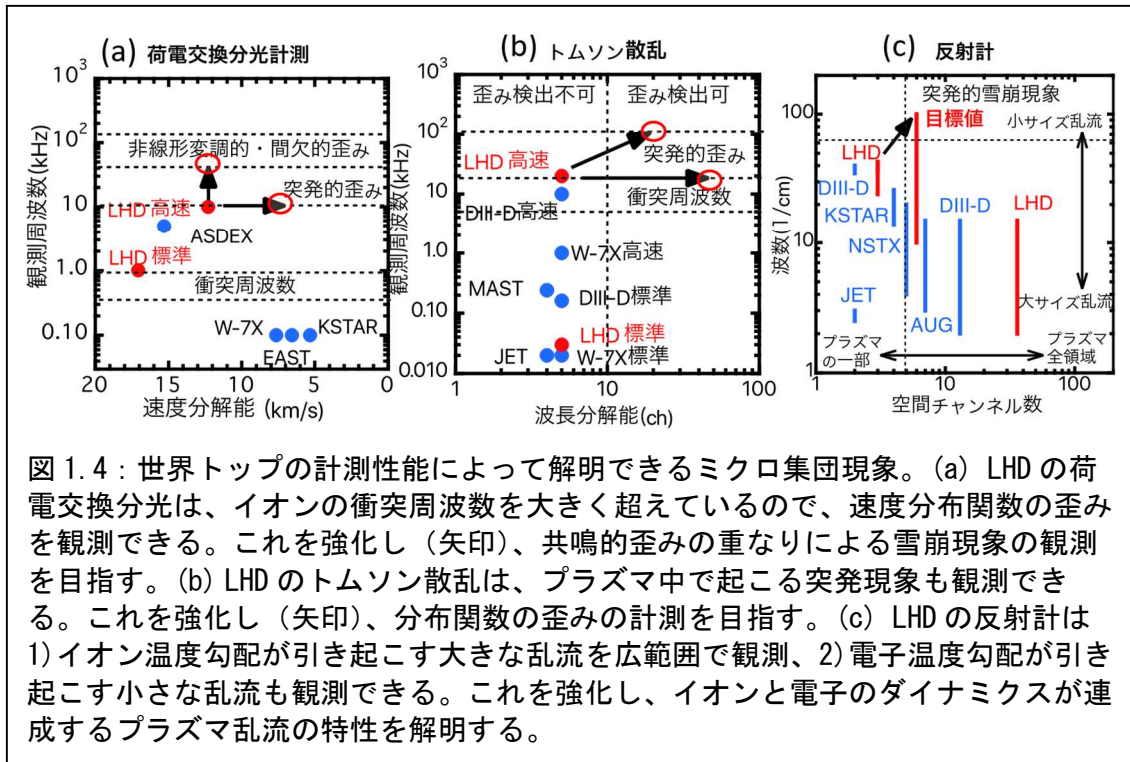 (a) 荷電交換分光計測
観測周波数(kHz)
10³
10²
10
1.0
0.10
非線形変調的・間欠的歪み
突発的歪み
LHD 高速
ASDEX
LHD 標準
衝突周波数
W-7X
KSTAR
EAST
20 15 10 5 0
速度分解能 (km/s)
(b) トムソン散乱
観測周波数(kHz)
10³
10²
10
1.0
0.10
0.010
歪み検出不可 歪み検出可
LHD 高速
突発的歪み
衝突周波数
DIII-D 高速
W-7X高速
MAST
DIII-D 標準
LHD 標準
JET
W-7X標準
1 10 100
波長分解能(ch)
(c) 反射計
波数(1/cm)
100
10
1
突発的雪崩現象
目標値
小サイズ乱流
LHD
DIII-D
KSTAR
NSTX
DIII-D
LHD
JET
AUG
大サイズ乱流
プラズマ
の一部
プラズマ
全領域
1 10 100
空間チャンネル数
図 1.4：世界トップの計測性能によって解明できるミクロ集団現象。(a) LHD の荷
電交換分光は、イオンの衝突周波数を大きく超えているので、速度分布関数の歪み
を観測できる。これを強化し（矢印）、共鳴的歪みの重なりによる雪崩現象の観測
を目指す。(b) LHD のトムソン散乱は、プラズマ中で起こる突発現象も観測でき
る。これを強化し（矢印）、分布関数の歪みの計測を目指す。(c) LHD の反射計は
1)イオン温度勾配が引き起こす大きな乱流を広範囲で観測、2)電子温度勾配が引き
起こす小さな乱流も観測できる。これを強化し、イオンと電子のダイナミクスが連
成するプラズマ乱流の特性を解明する。